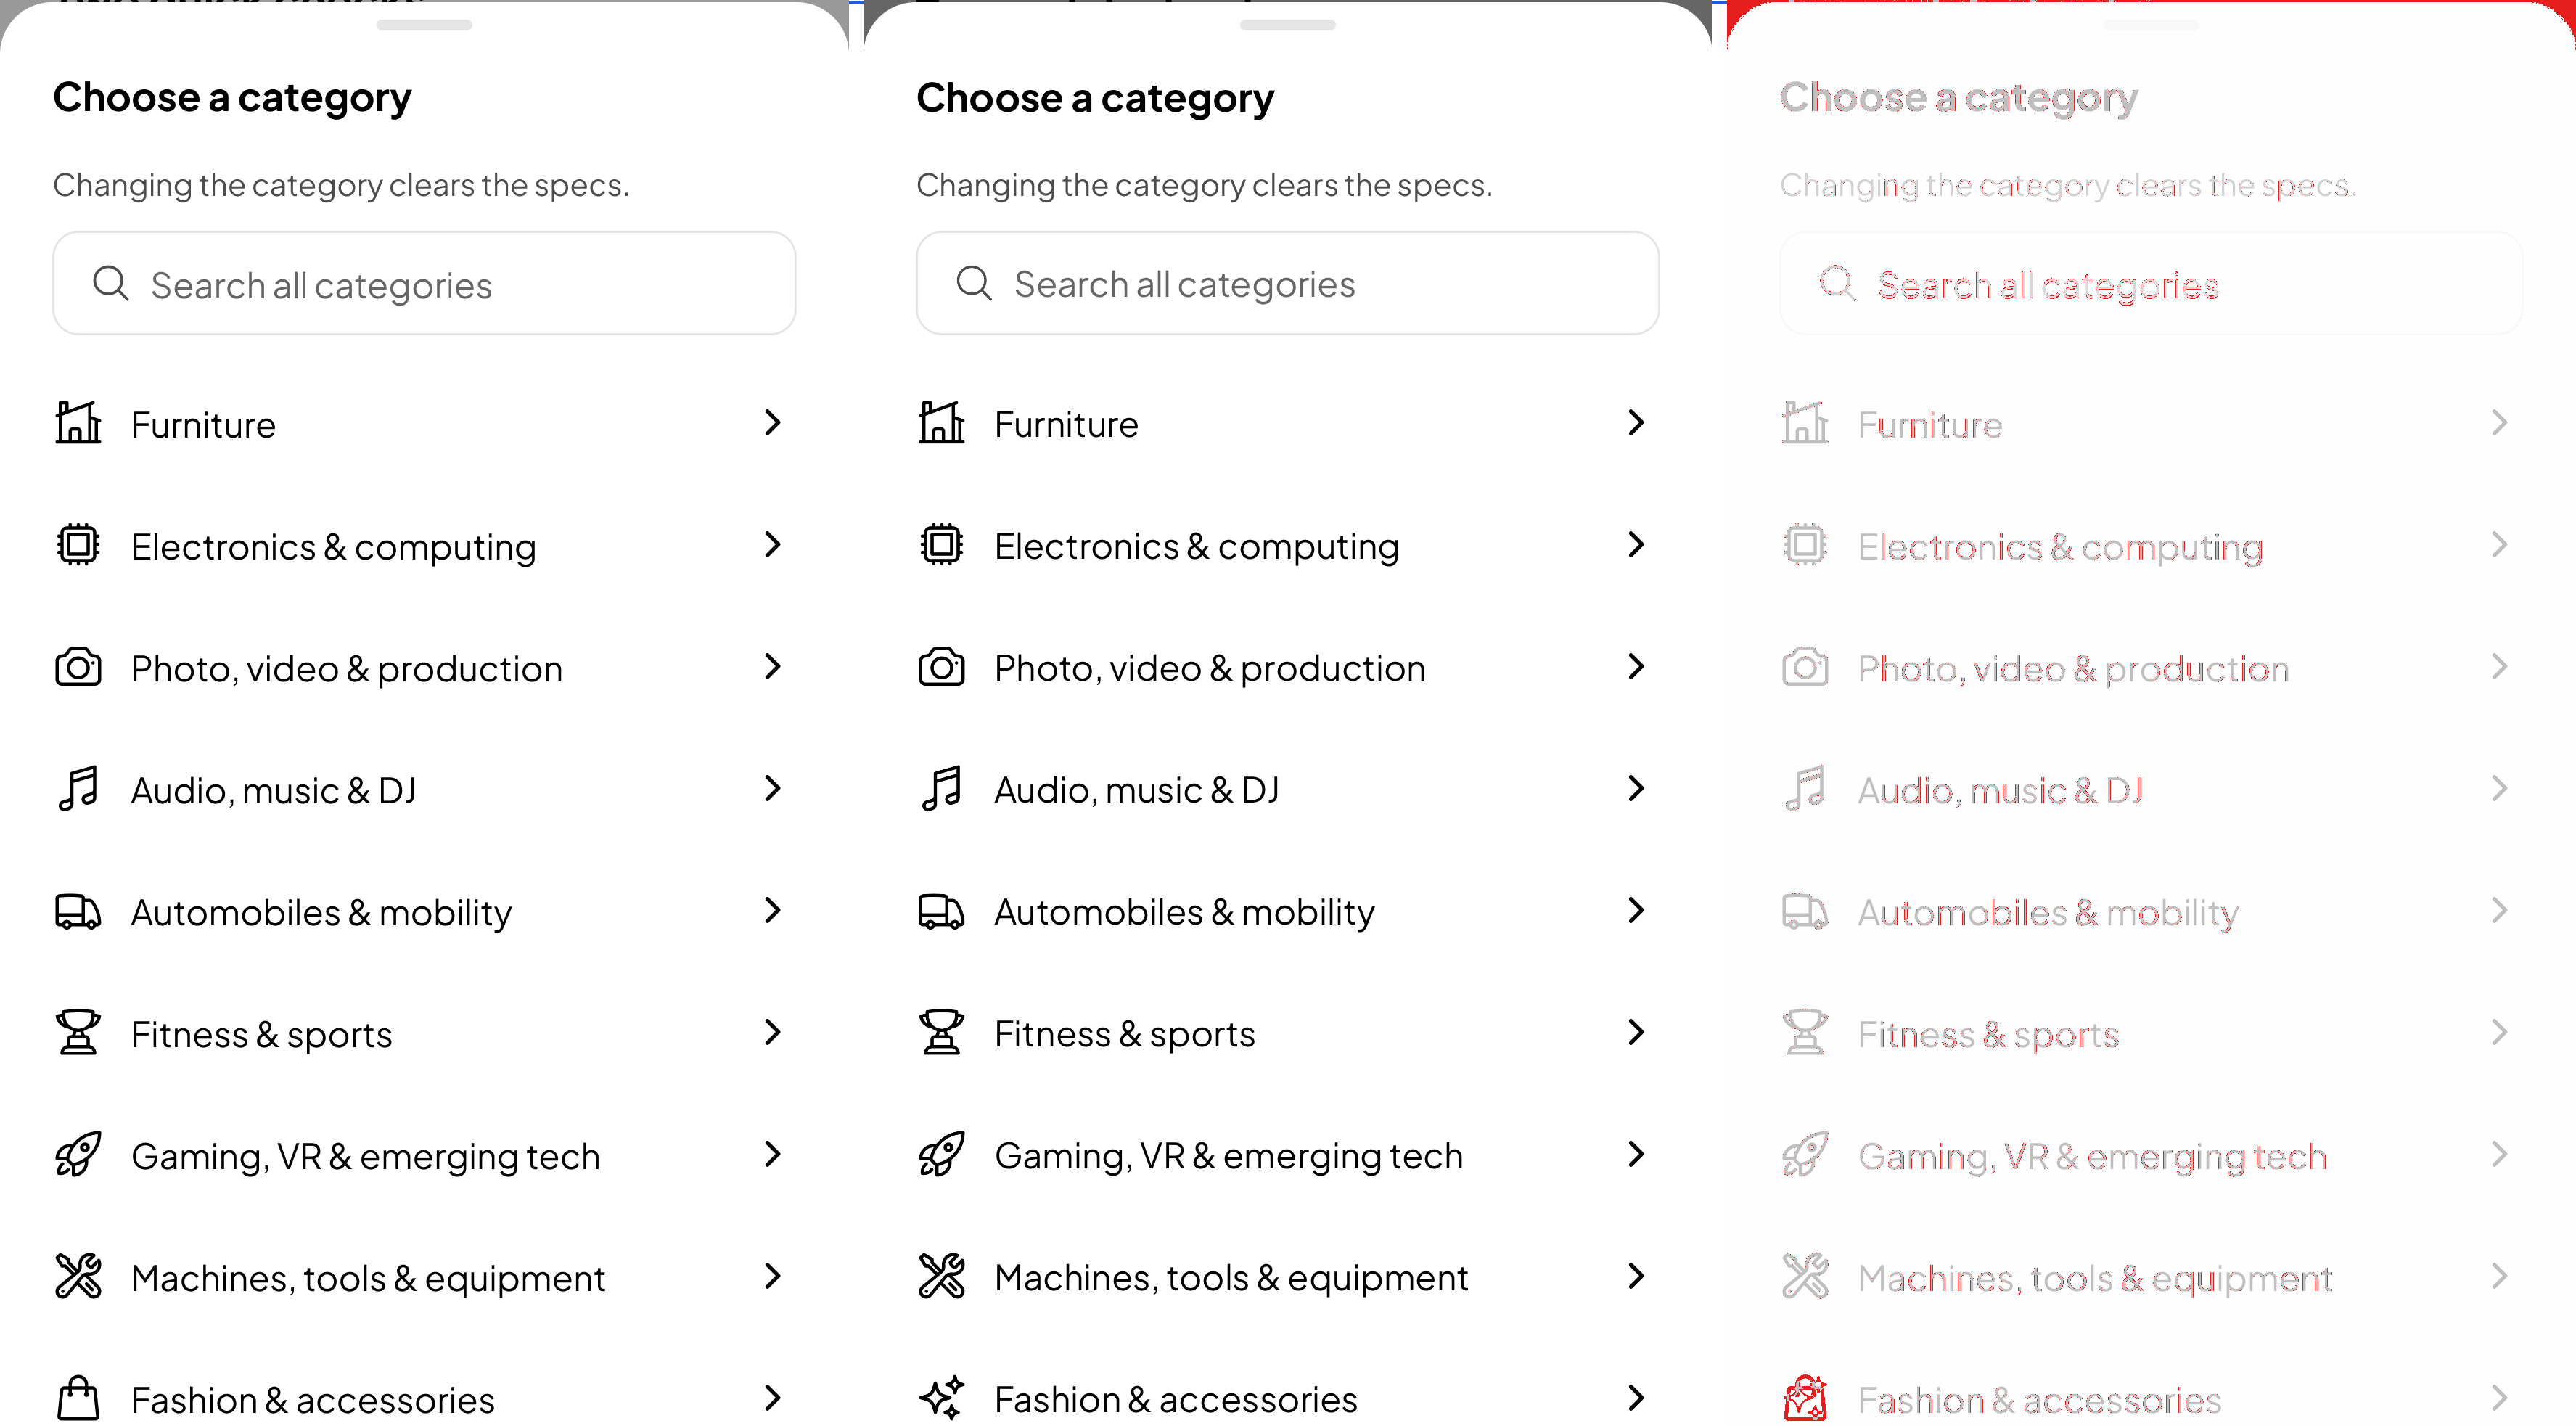 Choose a category
Changing the category clears the specs.
Search all categories
Furniture
Electronics & computing
Photo, video & production
Audio, music & DJ
Automobiles & mobility
Fitness & sports
Gaming, VR & emerging tech
Machines, tools & equipment
Fashion & accessories
Choose a category
Changing the category clears the specs.
Search all categories
Furniture
Electronics & computing
Photo, video & production
Audio, music & DJ
Automobiles & mobility
Fitness & sports
Gaming, VR & emerging tech
Machines, tools & equipment
Fashion & accessories
Choose a category
Changing the category clears the specs.
Search all categories
Furniture
Electronics & computing
Photo, video & production
Audio, music & DJ
Automobiles & mobility
Fitness & sports
Gaming, VR & emerging tech
Machines, tools & equipment
Fashion & accessories